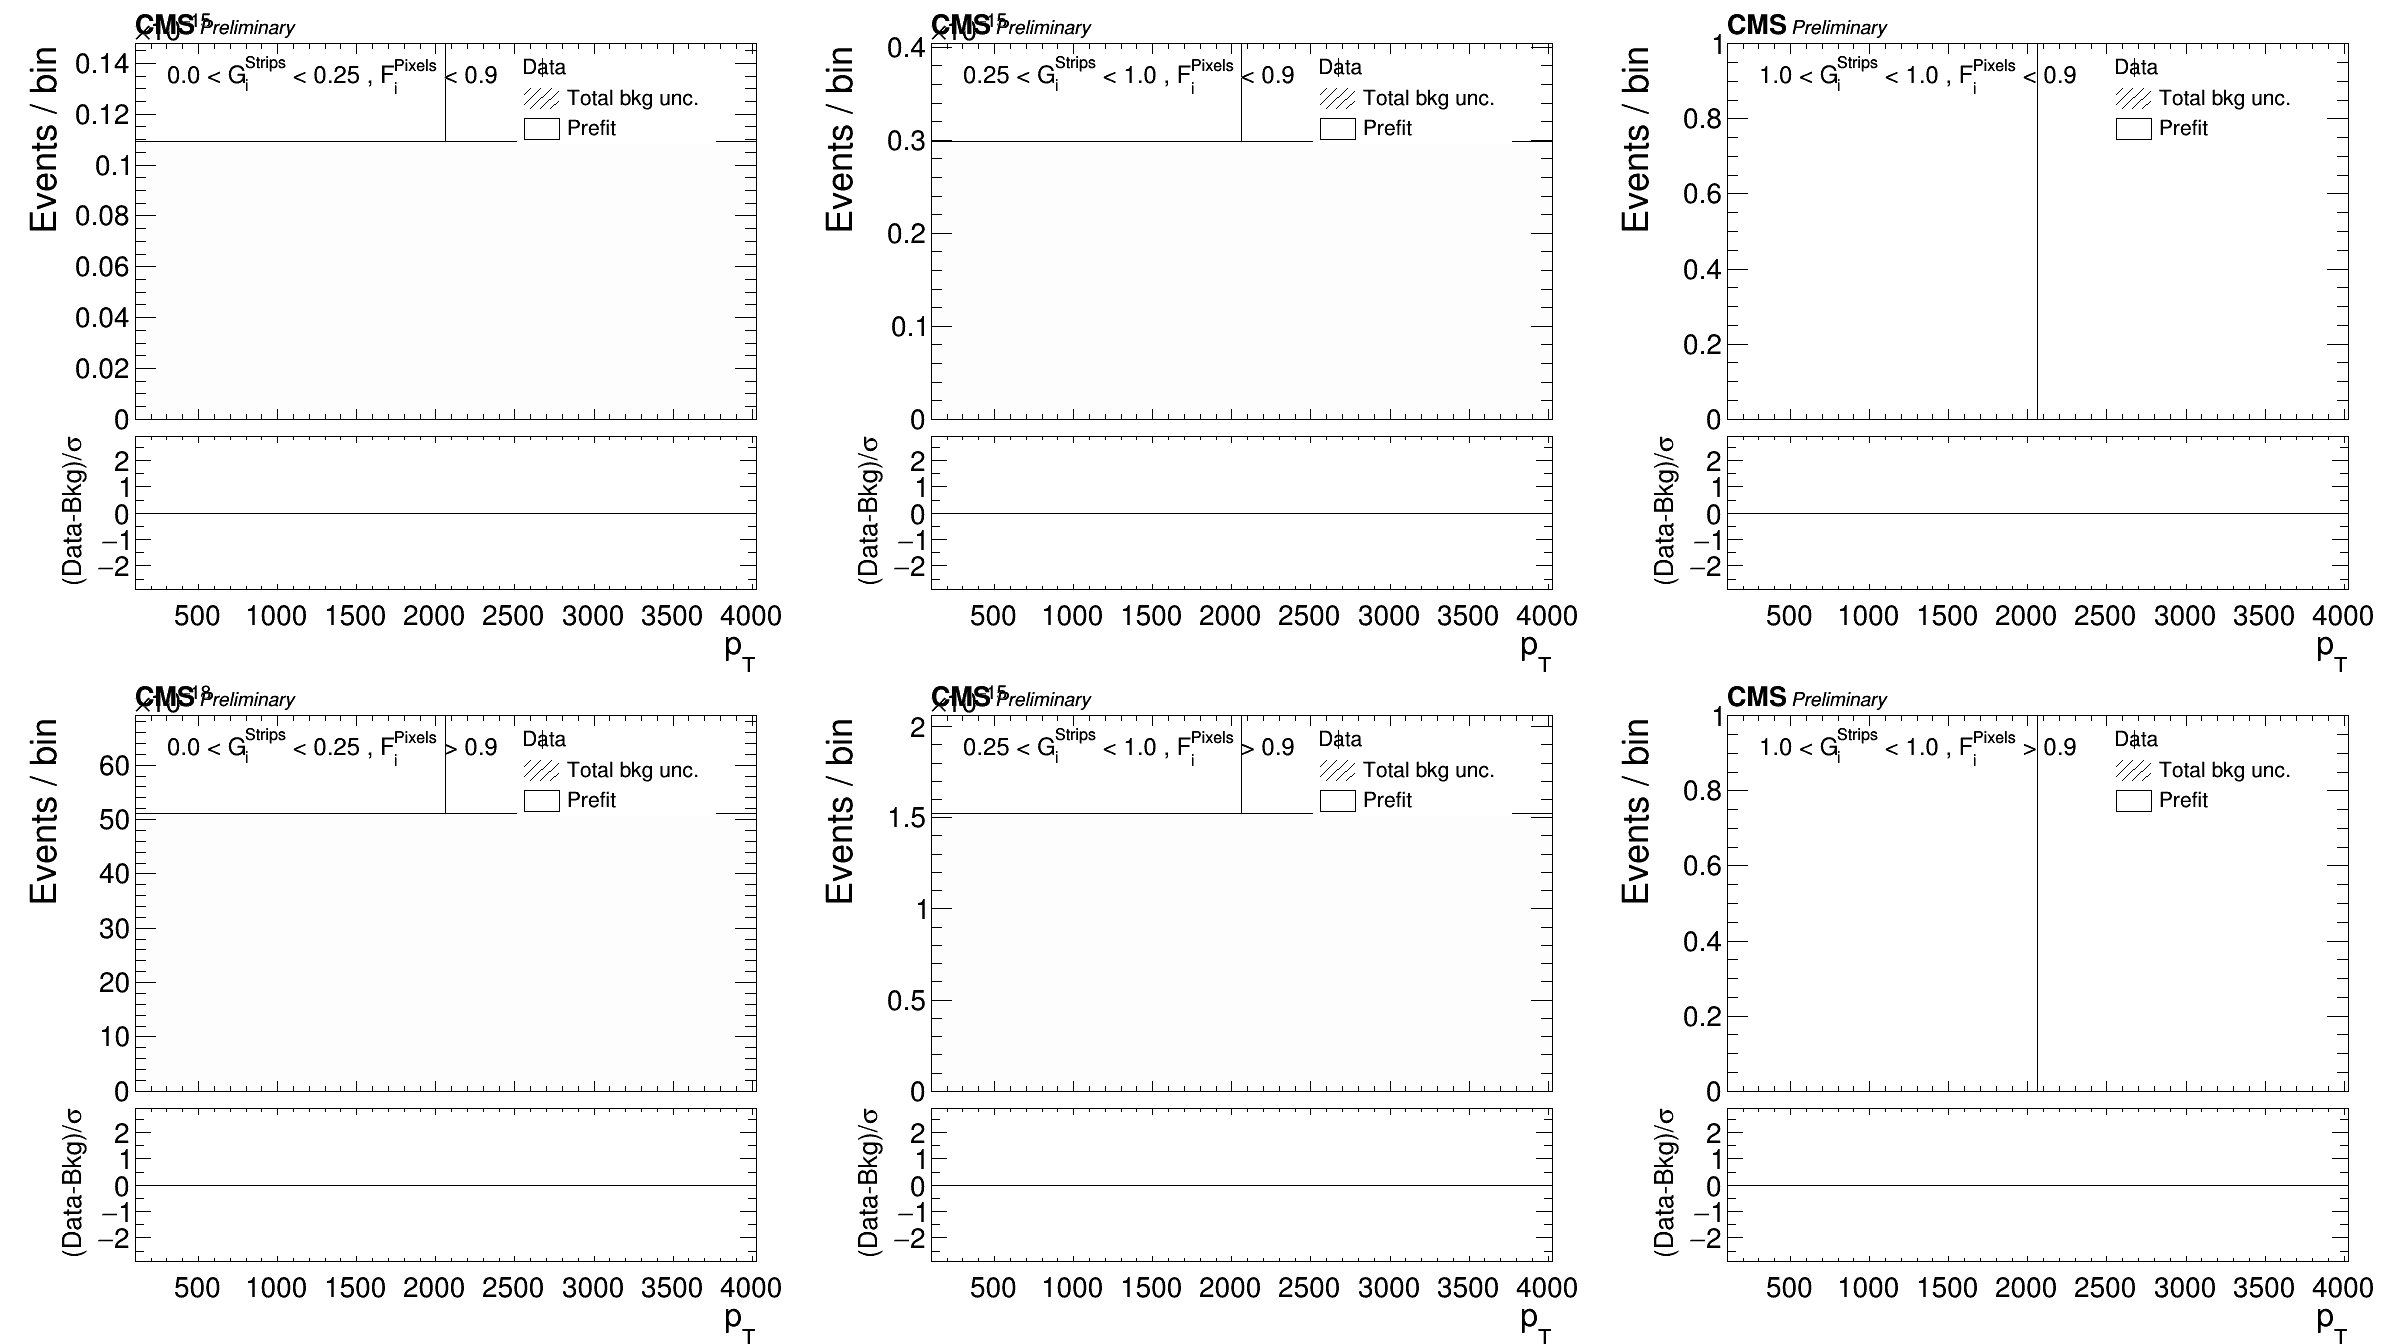 CMS Preliminary
×10^15
Events / bin
0.14
0.12
0.1
0.08
0.06
0.04
0.02
0
0.0 < G_i^Strips < 0.25 , F_i^Pixels < 0.9
Data
Total bkg unc.
Prefit
(Data-Bkg)/σ
2
1
0
−1
−2
500 1000 1500 2000 2500 3000 3500 4000
p_T
CMS Preliminary
×10^15
Events / bin
0.4
0.3
0.2
0.1
0
0.25 < G_i^Strips < 1.0 , F_i^Pixels < 0.9
Data
Total bkg unc.
Prefit
(Data-Bkg)/σ
2
1
0
−1
−2
500 1000 1500 2000 2500 3000 3500 4000
p_T
CMS Preliminary
Events / bin
1
0.8
0.6
0.4
0.2
0
1.0 < G_i^Strips < 1.0 , F_i^Pixels < 0.9
Data
Total bkg unc.
Prefit
(Data-Bkg)/σ
2
1
0
−1
−2
500 1000 1500 2000 2500 3000 3500 4000
p_T
CMS Preliminary
×10^18
Events / bin
60
50
40
30
20
10
0
0.0 < G_i^Strips < 0.25 , F_i^Pixels > 0.9
Data
Total bkg unc.
Prefit
(Data-Bkg)/σ
2
1
0
−1
−2
500 1000 1500 2000 2500 3000 3500 4000
p_T
CMS Preliminary
×10^15
Events / bin
2
1.5
1
0.5
0
0.25 < G_i^Strips < 1.0 , F_i^Pixels > 0.9
Data
Total bkg unc.
Prefit
(Data-Bkg)/σ
2
1
0
−1
−2
500 1000 1500 2000 2500 3000 3500 4000
p_T
CMS Preliminary
Events / bin
1
0.8
0.6
0.4
0.2
0
1.0 < G_i^Strips < 1.0 , F_i^Pixels > 0.9
Data
Total bkg unc.
Prefit
(Data-Bkg)/σ
2
1
0
−1
−2
500 1000 1500 2000 2500 3000 3500 4000
p_T